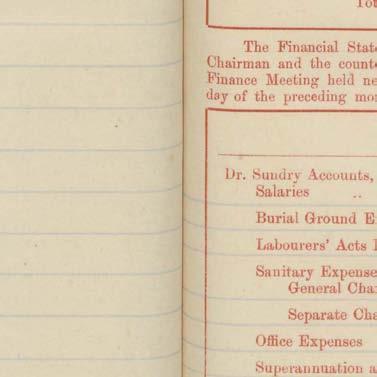 Tot
The Financial State
Chairman and the count
Finance Meeting held ne
day of the preceding mo
Dr. Sundry Accounts,
Salaries ..
Burial Ground E
Labourers' Acts
Sanitary Expense
General Cha
Separate Cha
Office Expenses
Superannuation a